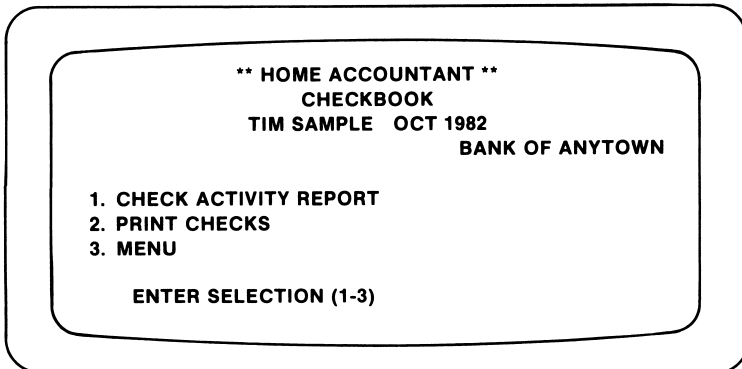 ** HOME ACCOUNTANT **
CHECKBOOK
TIM SAMPLE OCT 1982
BANK OF ANYTOWN
1. CHECK ACTIVITY REPORT
2. PRINT CHECKS
3. MENU
ENTER SELECTION (1-3)